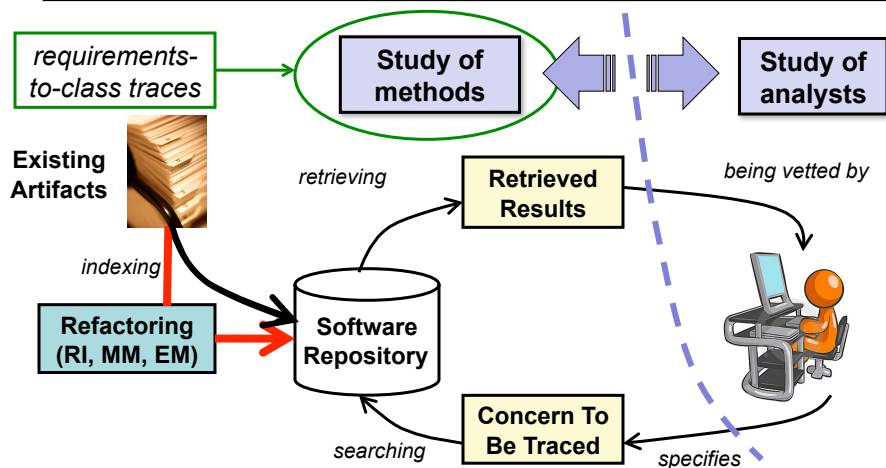 requirements-
to-class traces
Study of
methods
Study of
analysts
Existing
Artifacts
retrieving
Retrieved
Results
being vetted by
indexing
Refactoring
(RI, MM, EM)
Software
Repository
searching
Concern To
Be Traced
specifies